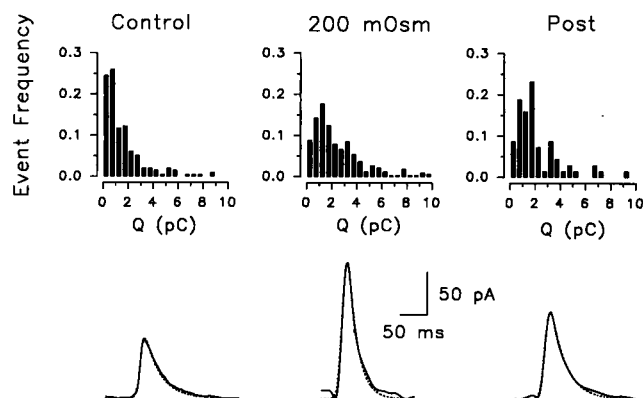 Control 200 mOsm Post
Event Frequency
0.3 0.3 0.3
0.2 0.2 0.2
0.1 0.1 0.1
0.0 0.0 0.0
0 2 4 6 8 10 0 2 4 6 8 10 0 2 4 6 8 10
Q (pC) Q (pC) Q (pC)
50 pA
50 ms